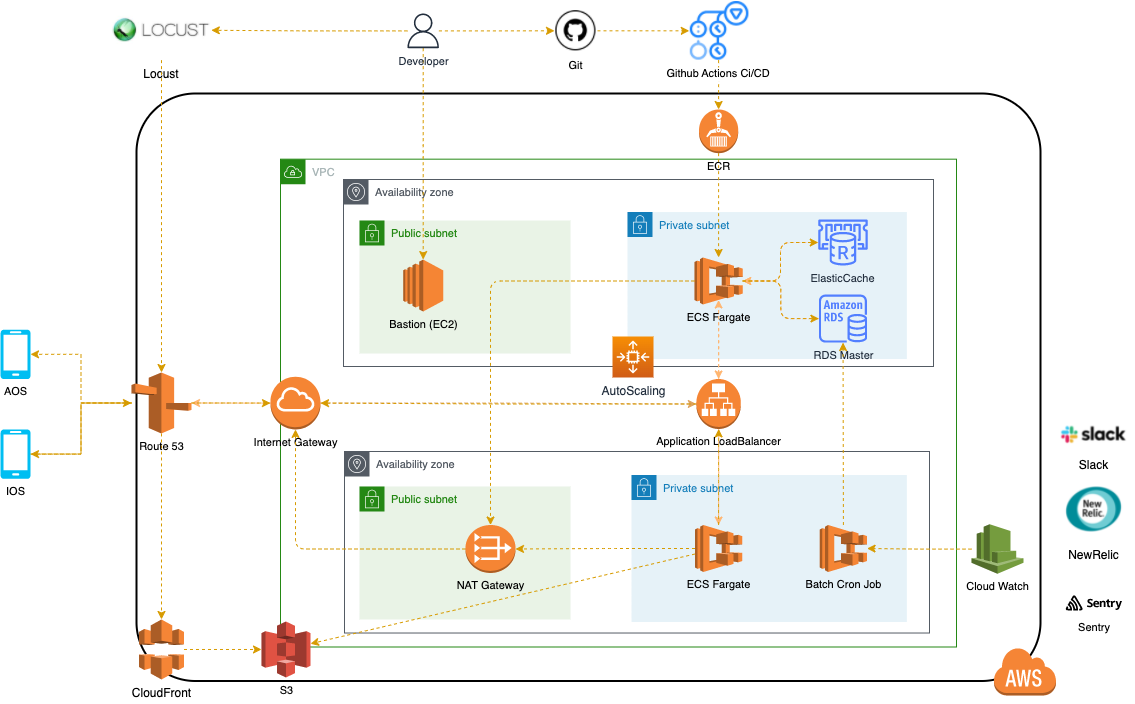 LOCUST
Locust
Developer
Git
Github Actions Ci/CD
ECR
VPC
Availability zone
Public subnet
Bastion (EC2)
Private subnet
ECS Fargate
R
ElasticCache
Amazon
RDS
RDS Master
AutoScaling
AOS
IOS
Route 53
Internet Gateway
Application LoadBalancer
Availability zone
Public subnet
NAT Gateway
Private subnet
ECS Fargate
Batch Cron Job
Cloud Watch
CloudFront
S3
AWS
slack
Slack
New
Relic.
NewRelic
Sentry
Sentry